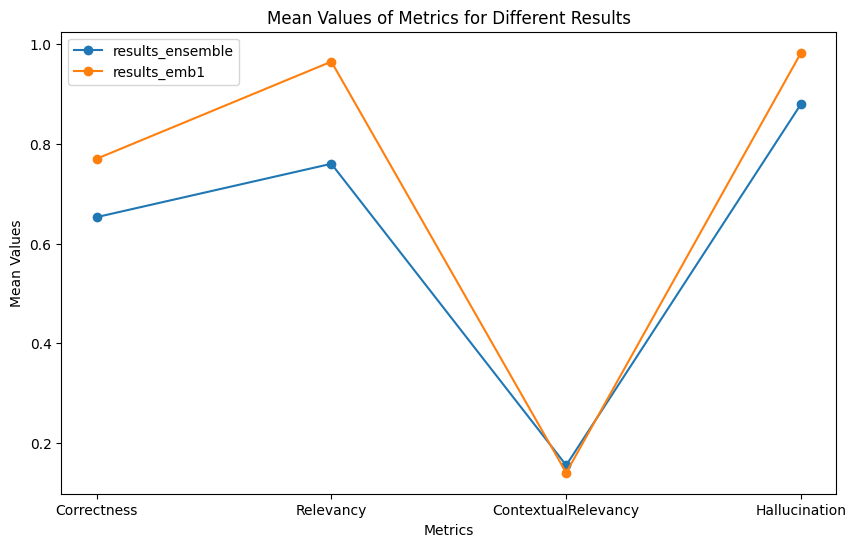 Mean Values of Metrics for Different Results
results_ensemble
results_emb1
1.0
0.8
0.6
0.4
0.2
Mean Values
Correctness
Relevancy
ContextualRelevancy
Hallucination
Metrics